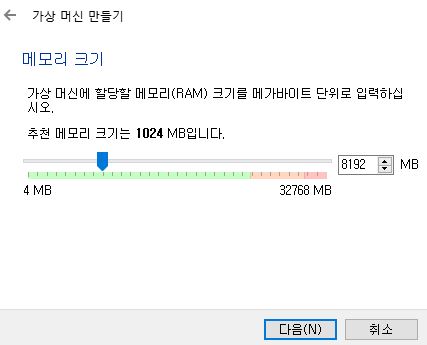 가상 머신 만들기
메모리 크기
가상 머신에 할당할 메모리(RAM) 크기를 메가바이트 단위로 입력하십
시오.
추천 메모리 크기는 1024 MB입니다.
8192 MB
4 MB 32768 MB
다음(N) 취소